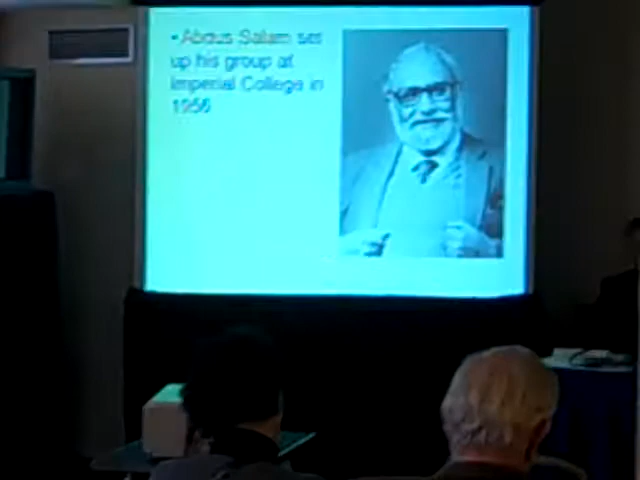 • Abdus Salam set
up his group at
Imperial College in
1956